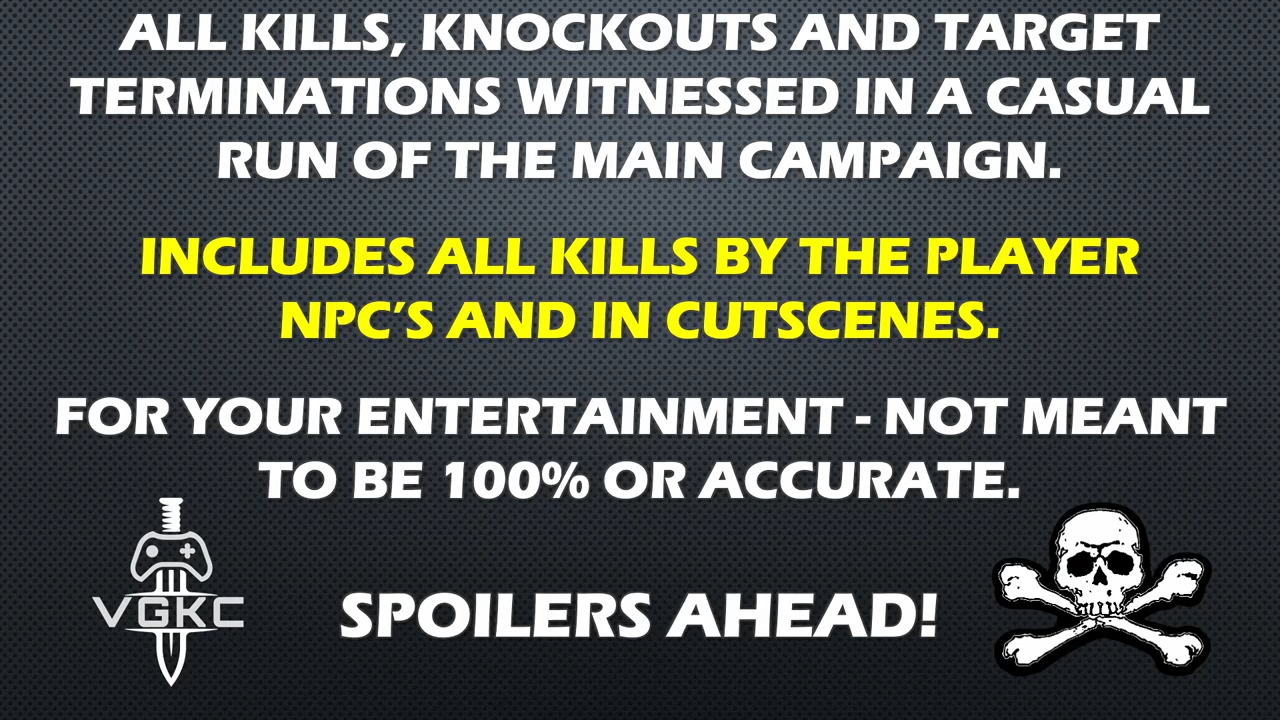 ALL KILLS, KNOCKOUTS AND TARGET
TERMINATIONS WITNESSED IN A CASUAL
RUN OF THE MAIN CAMPAIGN.
INCLUDES ALL KILLS BY THE PLAYER
NPC'S AND IN CUTSCENES.
FOR YOUR ENTERTAINMENT - NOT MEANT
TO BE 100% OR ACCURATE.
VGKC
SPOILERS AHEAD!